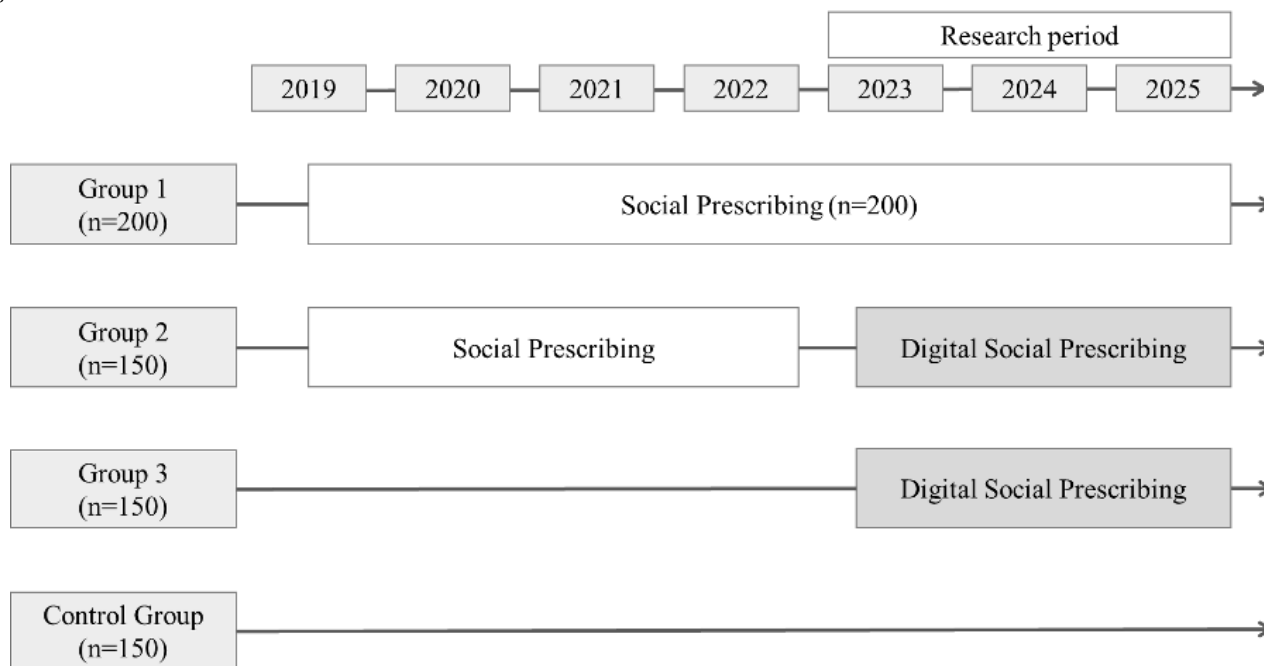 Research period
2019
2020
2021
2022
2023
2024
2025
Group 1
(n=200)
Social Prescribing (n=200)
Group 2
(n=150)
Social Prescribing
Digital Social Prescribing
Group 3
(n=150)
Digital Social Prescribing
Control Group
(n=150)